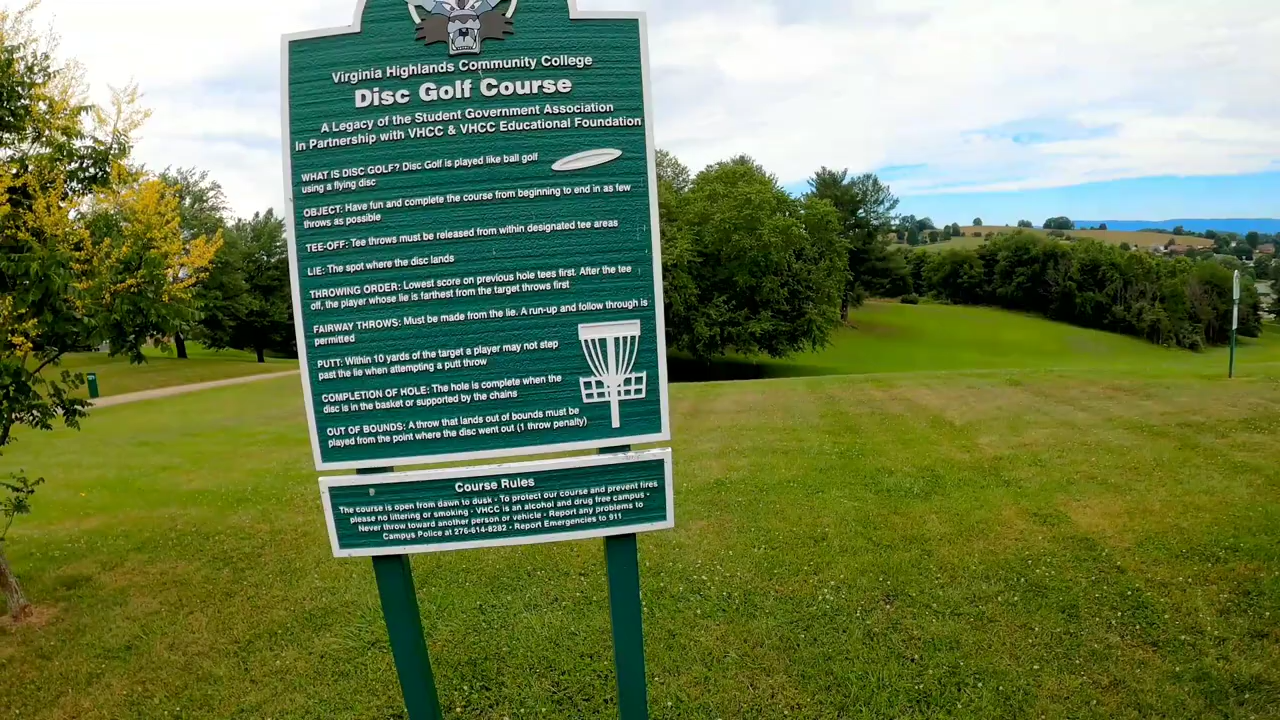 Virginia Highlands Community College
Disc Golf Course
A Legacy of the Student Government Association
In Partnership with VHCC & VHCC Educational Foundation
WHAT IS DISC GOLF? Disc Golf is played like ball golf
using a flying disc
OBJECT: Have fun and complete the course from beginning to end in as few
throws as possible
TEE-OFF: Tee throws must be released from within designated tee areas
LIE: The spot where the disc lands
THROWING ORDER: Lowest score on previous hole tees first. After the tee
off, the player whose lie is farthest from the target throws first
FAIRWAY THROWS: Must be made from the lie. A run-up and follow through is
permitted
PUTT: Within 10 yards of the target a player may not step
past the lie when attempting a putt throw
COMPLETION OF HOLE: The hole is complete when the
disc is in the basket or supported by the chains
OUT OF BOUNDS: A throw that lands out of bounds must be
played from the point where the disc went out (1 throw penalty)
Course Rules
The course is open from dawn to dusk • To protect our course and prevent fires
please no littering or smoking • VHCC is an alcohol and drug free campus •
Never throw toward another person or vehicle • Report any problems to
Campus Police at 276-614-8282 • Report Emergencies to 911